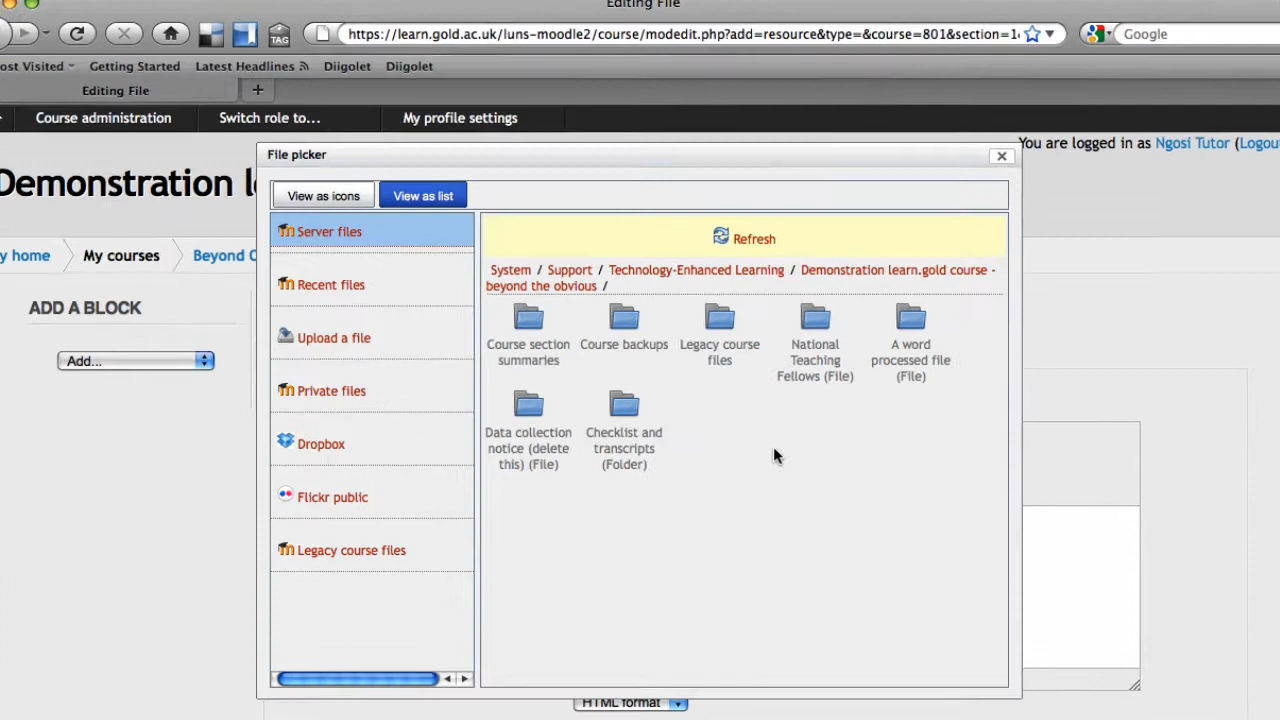 Editing File
TAG
https://learn.gold.ac.uk/luns-moodle2/course/modedit.php?add=resource&type=&course=801&section=1
Google
ost Visited
Getting Started
Latest Headlines
Diigolet
Diigolet
Editing File
+
Course administration
Switch role to...
My profile settings
You are logged in as Ngosi Tutor (Logou
Demonstration l
File picker
View as icons
View as list
y home
My courses
Beyond O
ADD A BLOCK
Add...
Server files
Recent files
Upload a file
Private files
Dropbox
Flickr public
Legacy course files
Refresh
System / Support / Technology-Enhanced Learning / Demonstration learn.gold course -
beyond the obvious /
Course section
summaries
Course backups
Legacy course
files
National
Teaching
Fellows (File)
A word
processed file
(File)
Data collection
notice (delete
this) (File)
Checklist and
transcripts
(Folder)
HTML format